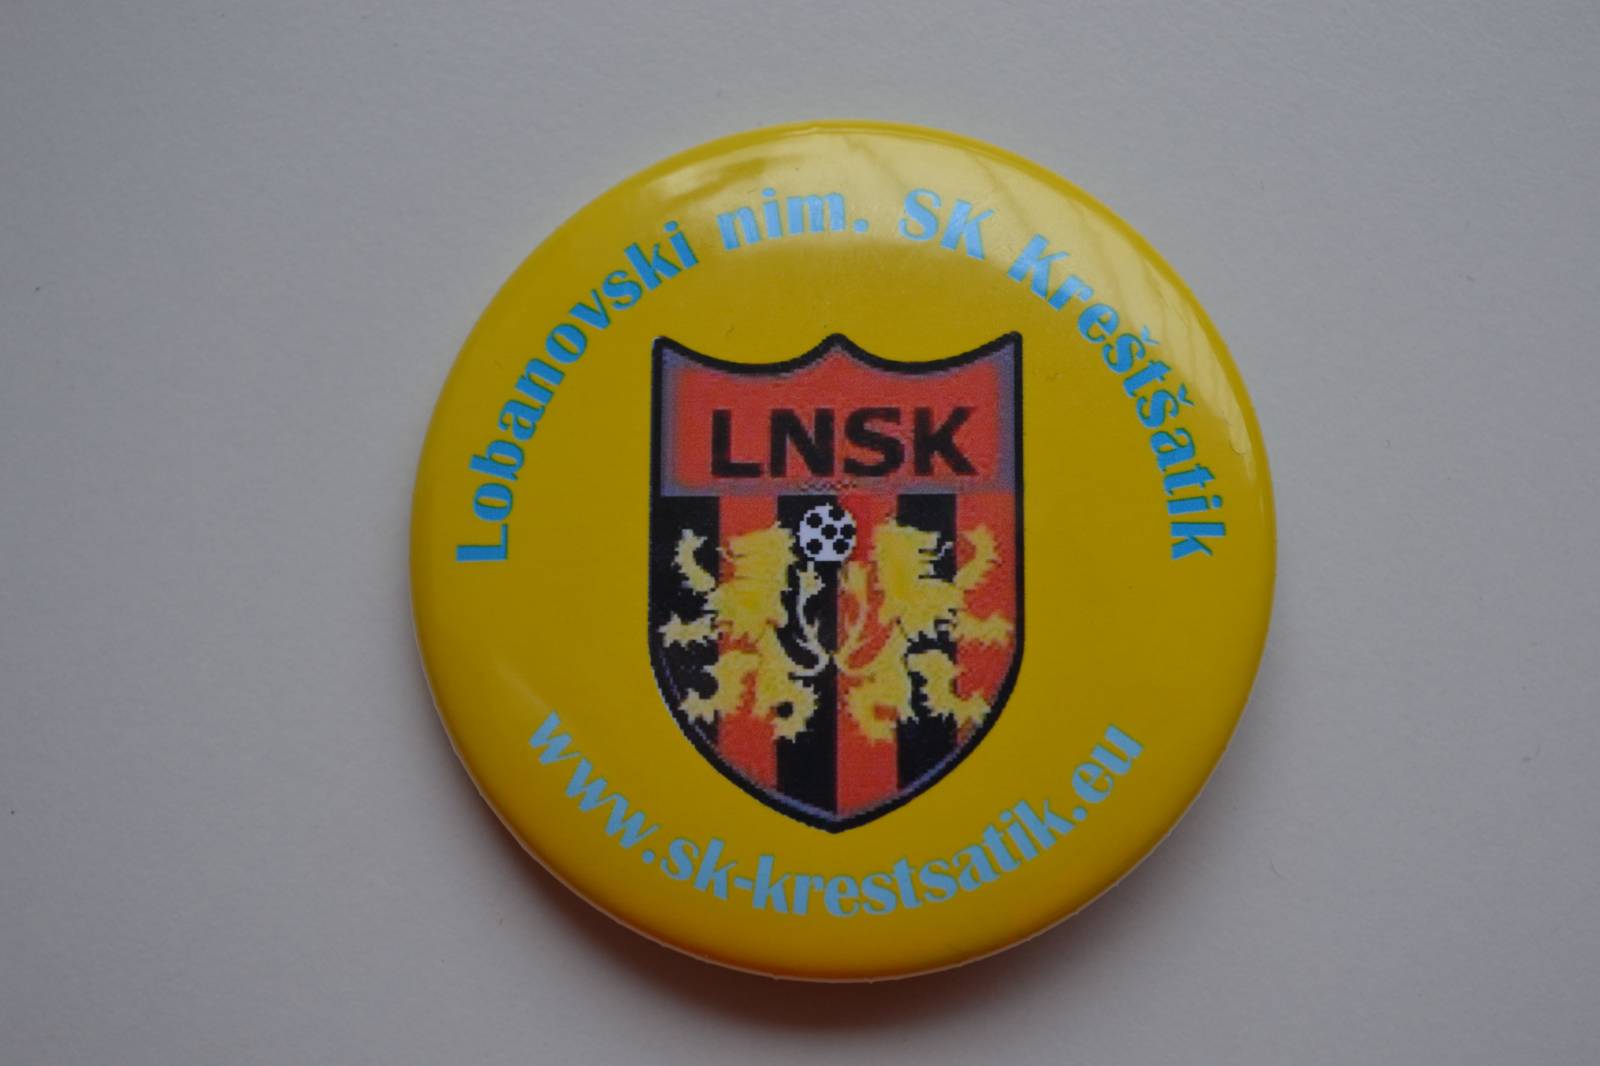 Lobanovski nim. SK Kreštšatik
LNSK
www.sk-krestsatik.eu